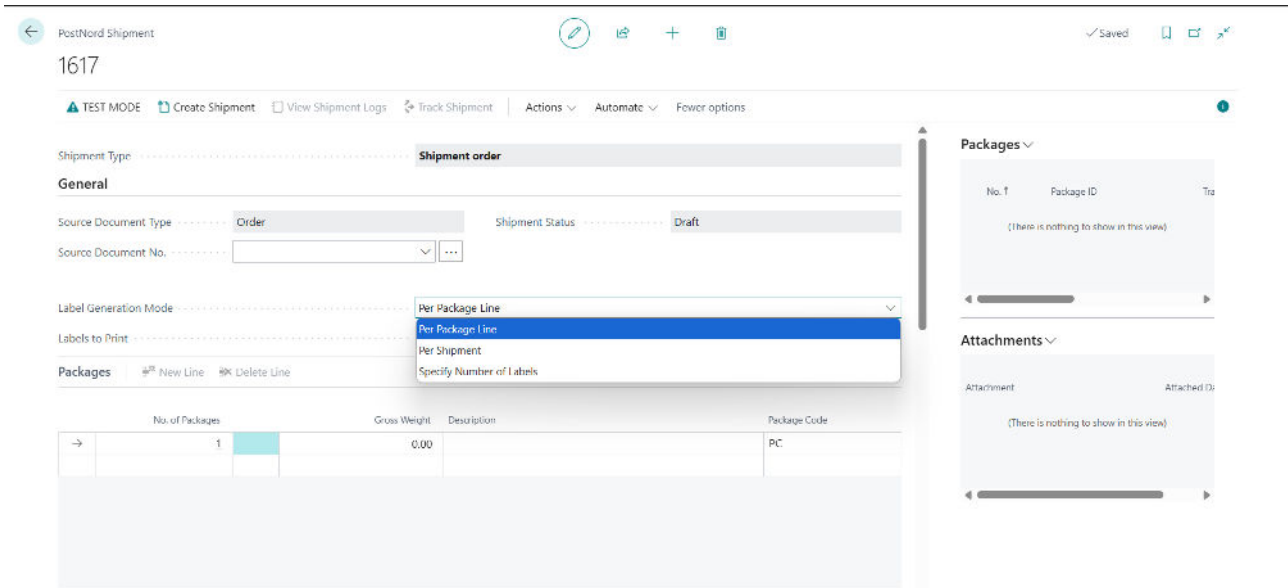 PostNord Shipment
Saved
1617
TEST MODE Create Shipment View Shipment Logs Track Shipment Actions Automate Fewer options
Shipment Type Shipment order
General
Source Document Type Order Shipment Status Draft
Source Document No.
Label Generation Mode Per Package Line
Per Package Line
Per Shipment
Specify Number of Labels
Labels to Print
Packages New Line Delete Line
No. of Packages Gross Weight Description Package Code
1 0.00 PC
Packages
No. ↑ Package ID Tra
(There is nothing to show in this view)
Attachments
Attachment Attached Da
(There is nothing to show in this view)